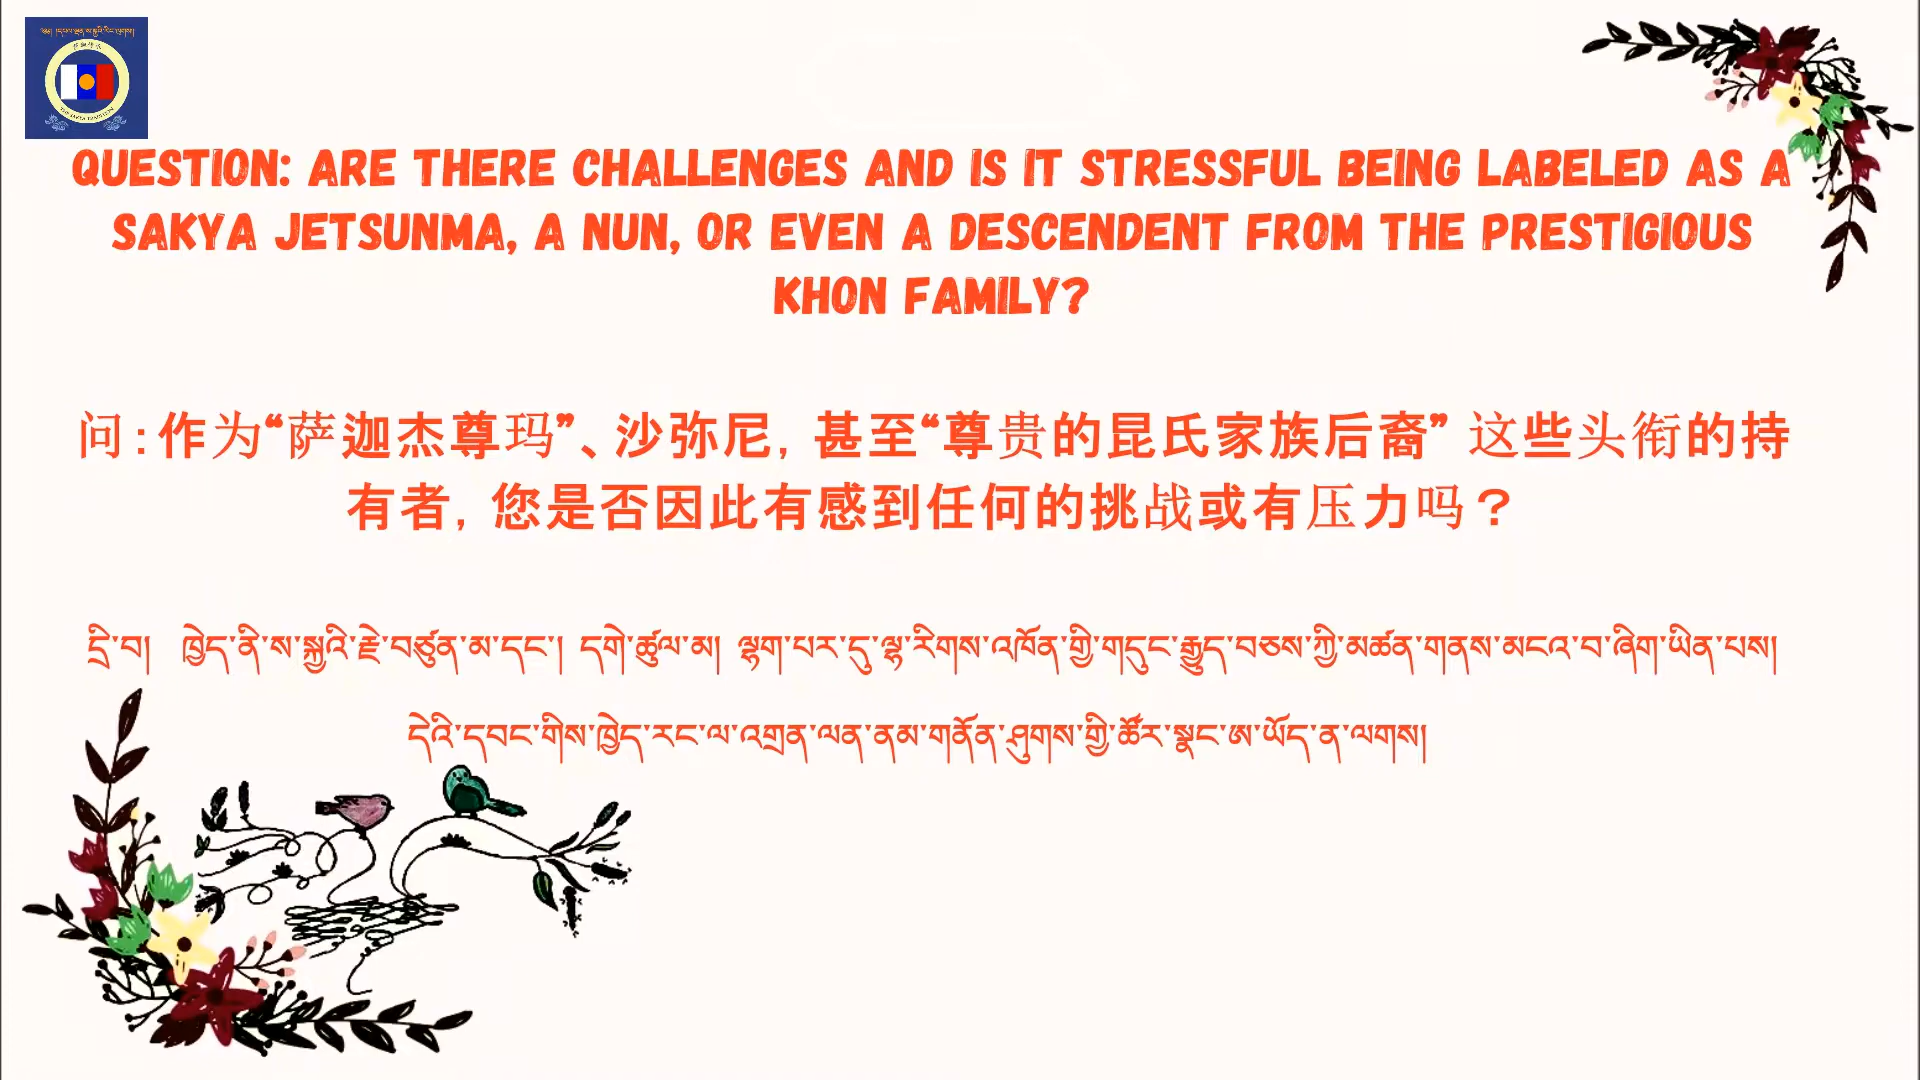 QUESTION: ARE THERE CHALLENGES AND IS IT STRESSFUL BEING LABELED AS A
SAKYA JETSUNMA, A NUN, OR EVEN A DESCENDENT FROM THE PRESTIGIOUS
KHON FAMILY?
问:作为“萨迦杰尊玛”、沙弥尼, 甚至“尊贵的昆氏家族后裔” 这些头衔的持
有者, 您是否因此有感到任何的挑战或有压力吗?
དྲི་བ། ཁྱེད་ནི་ས་སྐྱའི་རྗེ་བཙུན་མ་དང་། དགེ་ཚུལ་མ། ལྷག་པར་དུ་ལྷ་རིགས་འཁོན་གྱི་གདུང་རྒྱུད་བཅས་ཀྱི་མཚན་གནས་མངའ་བ་ཞིག་ཡིན་པས།
དེའི་དབང་གིས་ཁྱེད་རང་ལ་འགྲན་ལན་ནམ་གནོན་ཤུགས་ཀྱི་ཚོར་སྣང་ཨ་ཡོད་ན་ལགས།